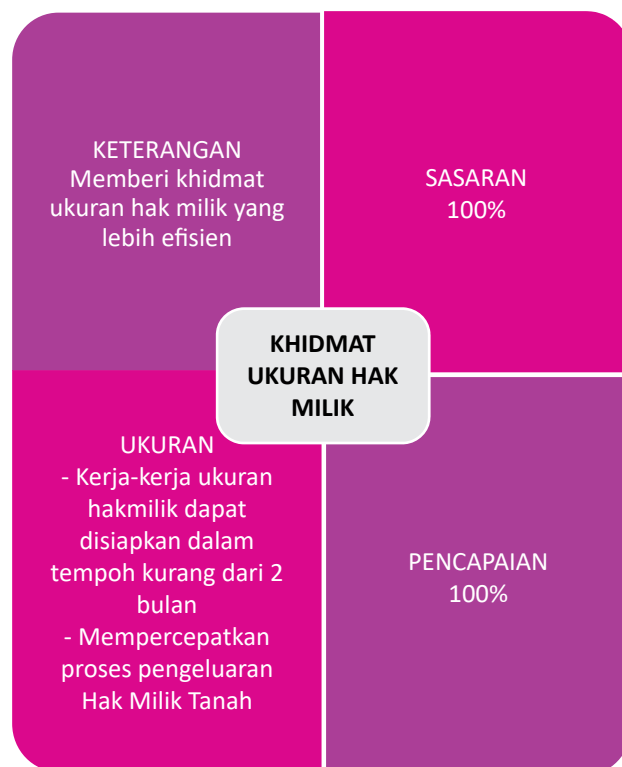 KETERANGAN
Memberi khidmat
ukuran hak milik yang
lebih efisien
SASARAN
100%
KHIDMAT
UKURAN HAK
MILIK
UKURAN
- Kerja-kerja ukuran
hakmilik dapat
disiapkan dalam
tempoh kurang dari 2
bulan
- Mempercepatkan
proses pengeluaran
Hak Milik Tanah
PENCAPAIAN
100%